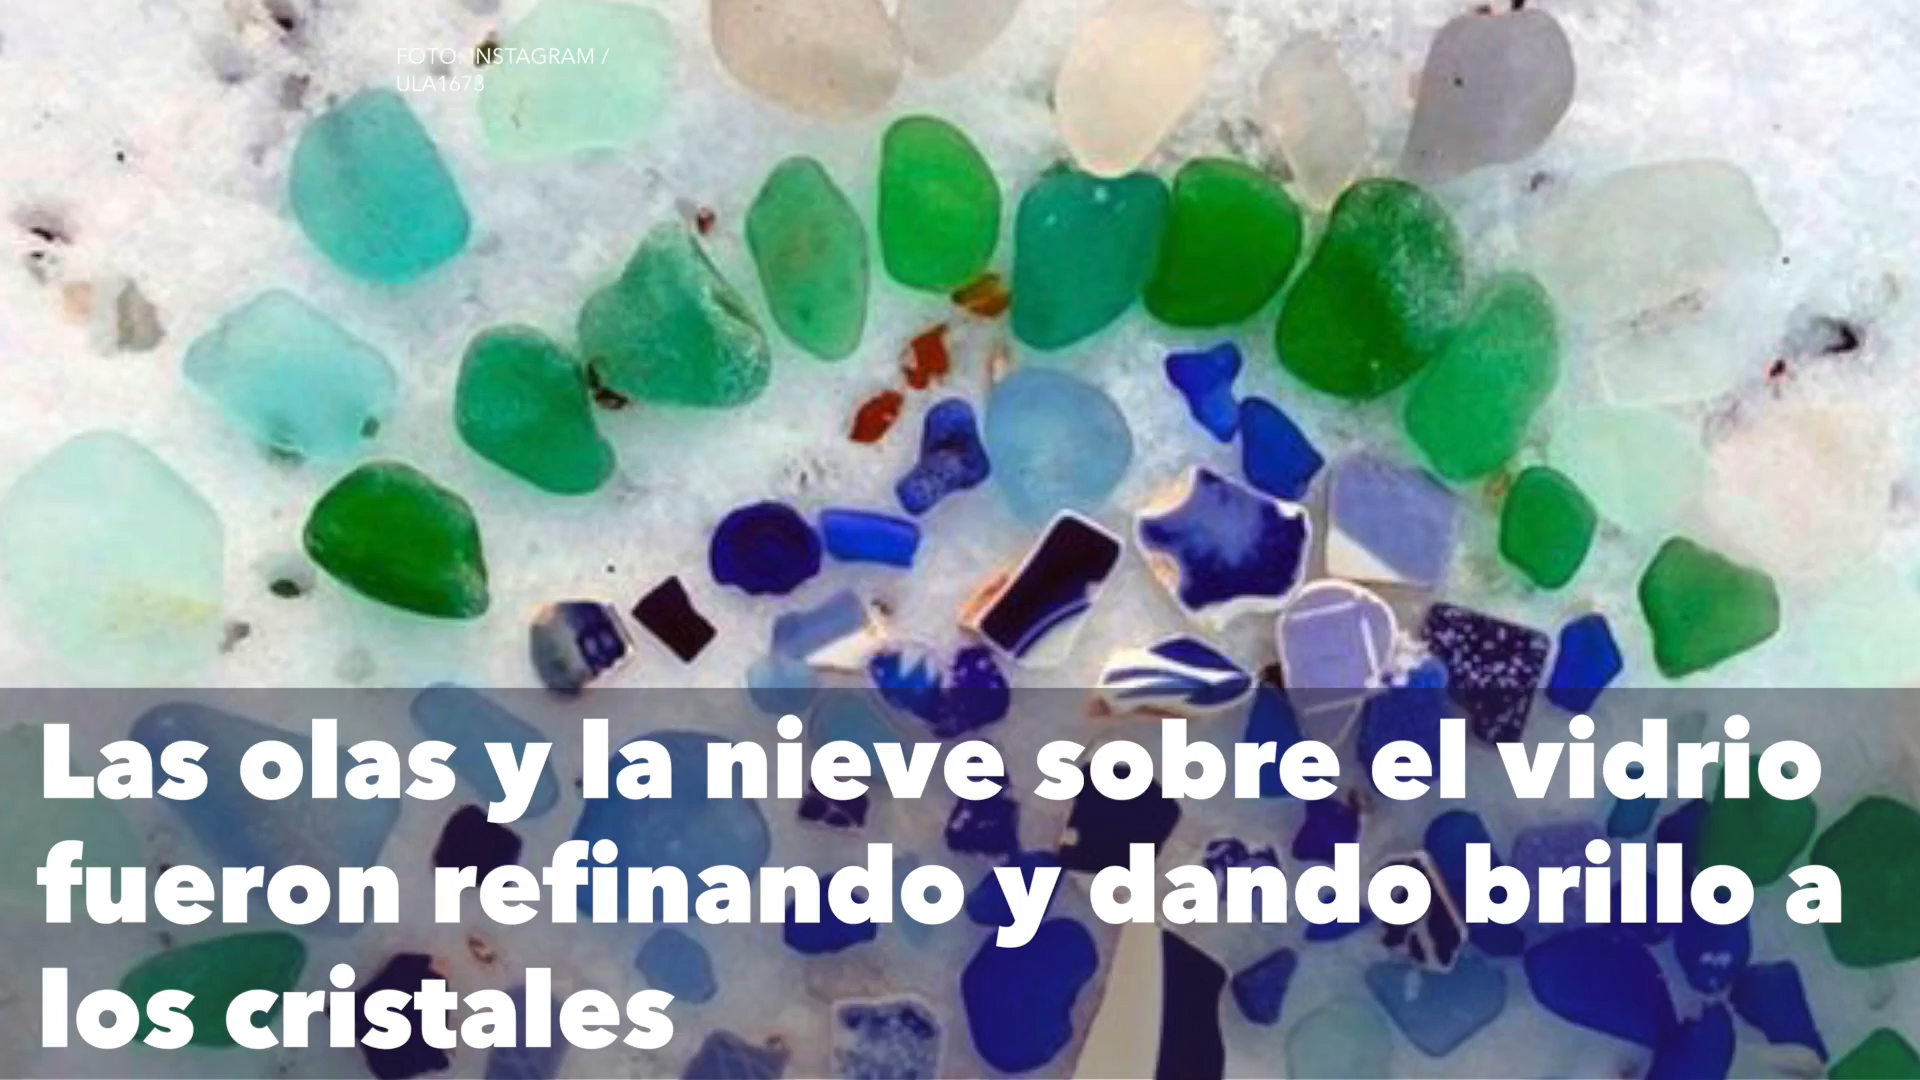 FOTO: INSTAGRAM /
ULA1673
Las olas y la nieve sobre el vidrio
fueron refinando y dando brillo a
los cristales